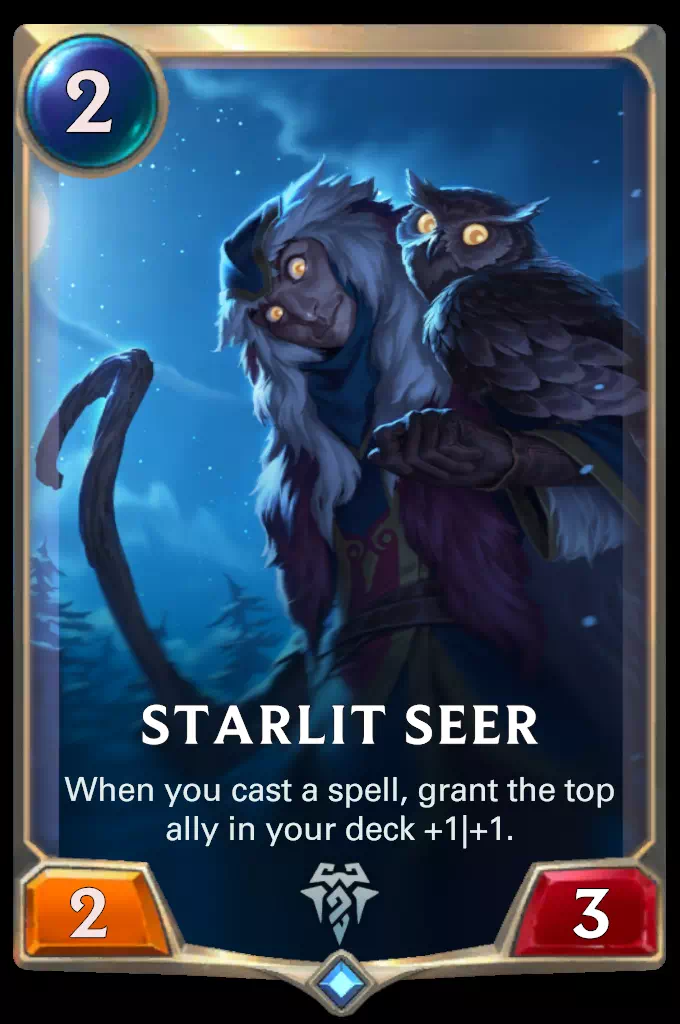 2
STARLIT SEER
When you cast a spell, grant the top
ally in your deck +1|+1.
2
3